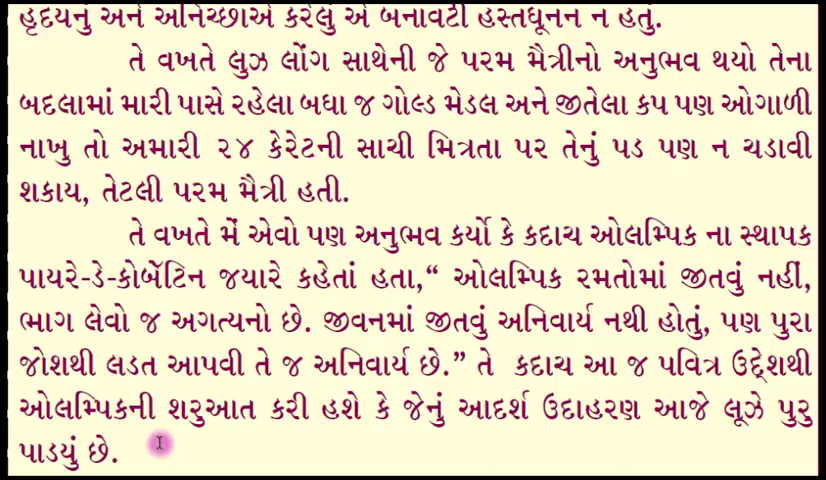 હૃદયનું અને અનિચ્છાએ કરેલું એ બનાવટી હસ્તધૂનન ન હતું.
તે વખતે લુઝ લોંગ સાથેની જે પરમ મૈત્રીનો અનુભવ થયો તેના
બદલામાં મારી પાસે રહેલા બધા જ ગોલ્ડ મેડલ અને જીતેલા કપ પણ ઓગાળી
નાખુ તો અમારી ૨૪ કેરેટની સાચી મિત્રતા પર તેનું પડ પણ ન ચડાવી
શકાય, તેટલી પરમ મૈત્રી હતી.
તે વખતે મેં એવો પણ અનુભવ કર્યો કે કદાચ ઓલમ્પિક ના સ્થાપક
પાયરે-ડે-કોર્બેટિન જયારે કહેતાં હતા,“ ઓલમ્પિક રમતોમાં જીતવું નહીં,
ભાગ લેવો જ અગત્યનો છે. જીવનમાં જીતવું અનિવાર્ય નથી હોતું, પણ પુરા
જોશથી લડત આપવી તે જ અનિવાર્ય છે.” તે કદાચ આ જ પવિત્ર ઉદ્દેશથી
ઓલમ્પિકની શરુઆત કરી હશે કે જેનું આદર્શ ઉદાહરણ આજે લૂઝે પુરુ
પાડયું છે.